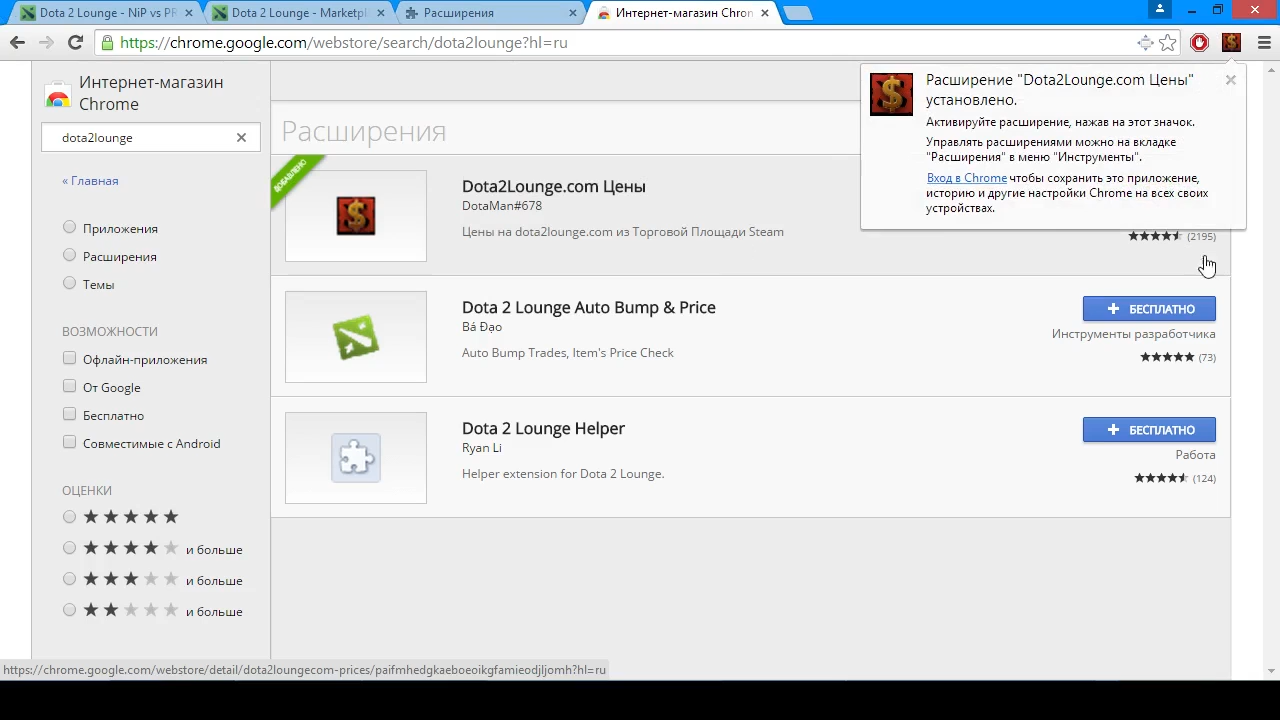 Dota 2 Lounge - NiP vs PR
Dota 2 Lounge - Marketpl
Расширения
Интернет-магазин Chron
https://chrome.google.com/webstore/search/dota2lounge?hl=ru
Интернет-магазин
Chrome
dota2lounge
« Главная
Приложения
Расширения
Темы
ВОЗМОЖНОСТИ
Офлайн-приложения
От Google
Бесплатно
Совместимые с Android
ОЦЕНКИ
и больше
и больше
и больше
Расширения
ДОБАВЛЕНО
Dota2Lounge.com Цены
DotaMan#678
Цены на dota2lounge.com из Торговой Площади Steam
(2195)
Dota 2 Lounge Auto Bump & Price
Bá Đạo
Auto Bump Trades, Item's Price Check
БЕСПЛАТНО
Инструменты разработчика
(73)
Dota 2 Lounge Helper
Ryan Li
Helper extension for Dota 2 Lounge.
БЕСПЛАТНО
Работа
(124)
Расширение "Dota2Lounge.com Цены"
установлено.
Активируйте расширение, нажав на этот значок.
Управлять расширениями можно на вкладке
"Расширения" в меню "Инструменты".
Вход в Chrome чтобы сохранить это приложение,
историю и другие настройки Chrome на всех своих
устройствах.
https://chrome.google.com/webstore/detail/dota2loungecom-prices/paifmhedgkaeboeoikgfamieodjljomh?hl=ru